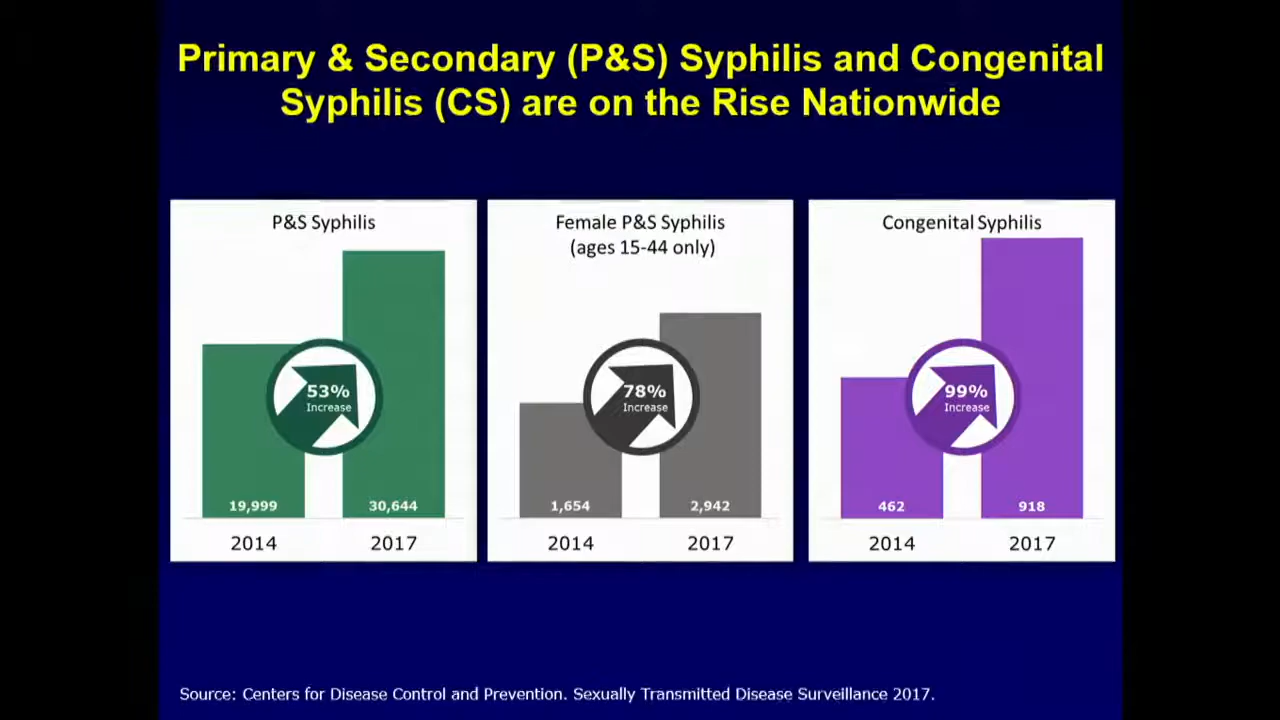 Primary & Secondary (P&S) Syphilis and Congenital
Syphilis (CS) are on the Rise Nationwide
P&S Syphilis
53%
Increase
19,999
30,644
2014
2017
Female P&S Syphilis
(ages 15-44 only)
78%
Increase
1,654
2,942
2014
2017
Congenital Syphilis
99%
Increase
462
918
2014
2017
Source: Centers for Disease Control and Prevention. Sexually Transmitted Disease Surveillance 2017.